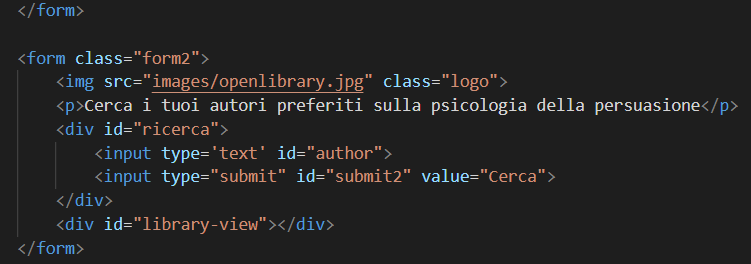 </form>
<form class="form2">
<img src="images/openlibrary.jpg" class="logo">
<p>Cerca i tuoi autori preferiti sulla psicologia della persuasione</p>
<div id="ricerca">
<input type='text' id="author">
<input type="submit" id="submit2" value="Cerca">
</div>
<div id="library-view"></div>
</form>